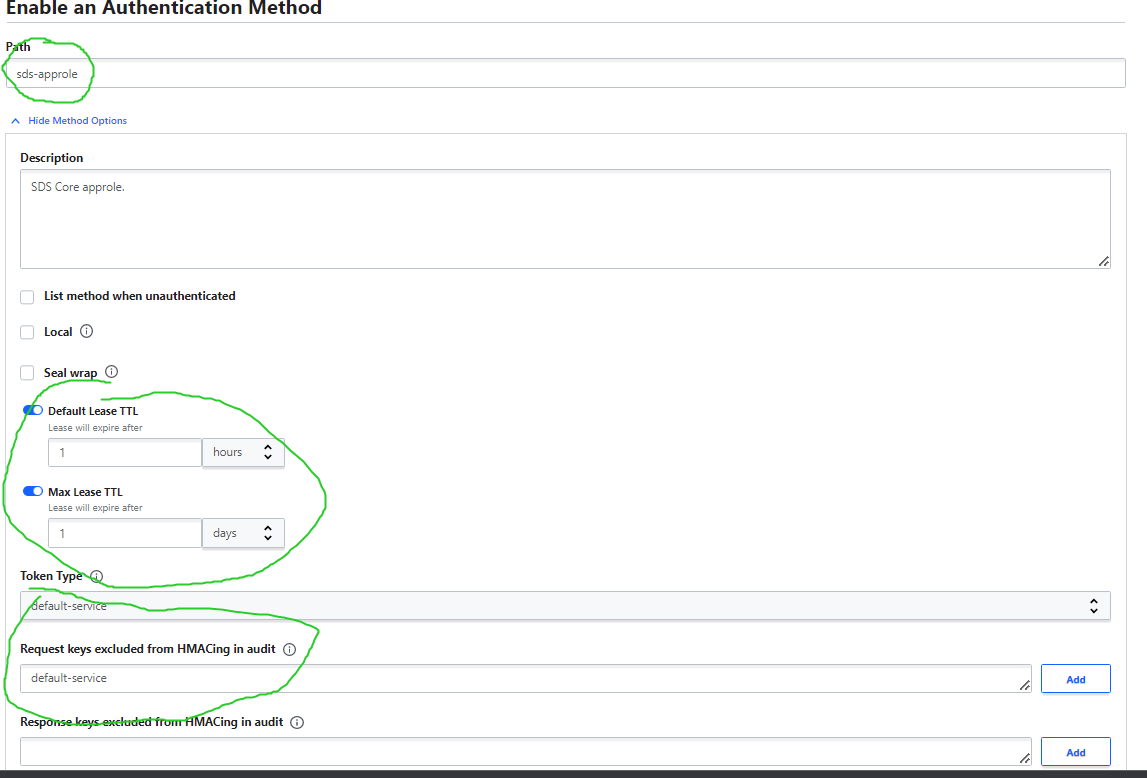 Enable an Authentication Method
Path
sds-approle
Hide Method Options
Description
SDS Core approle.
List method when unauthenticated
Local
Seal wrap
Default Lease TTL
Lease will expire after
1 hours
Max Lease TTL
Lease will expire after
1 days
Token Type
default-service
Request keys excluded from HMACing in audit
default-service Add
Response keys excluded from HMACing in audit
Add